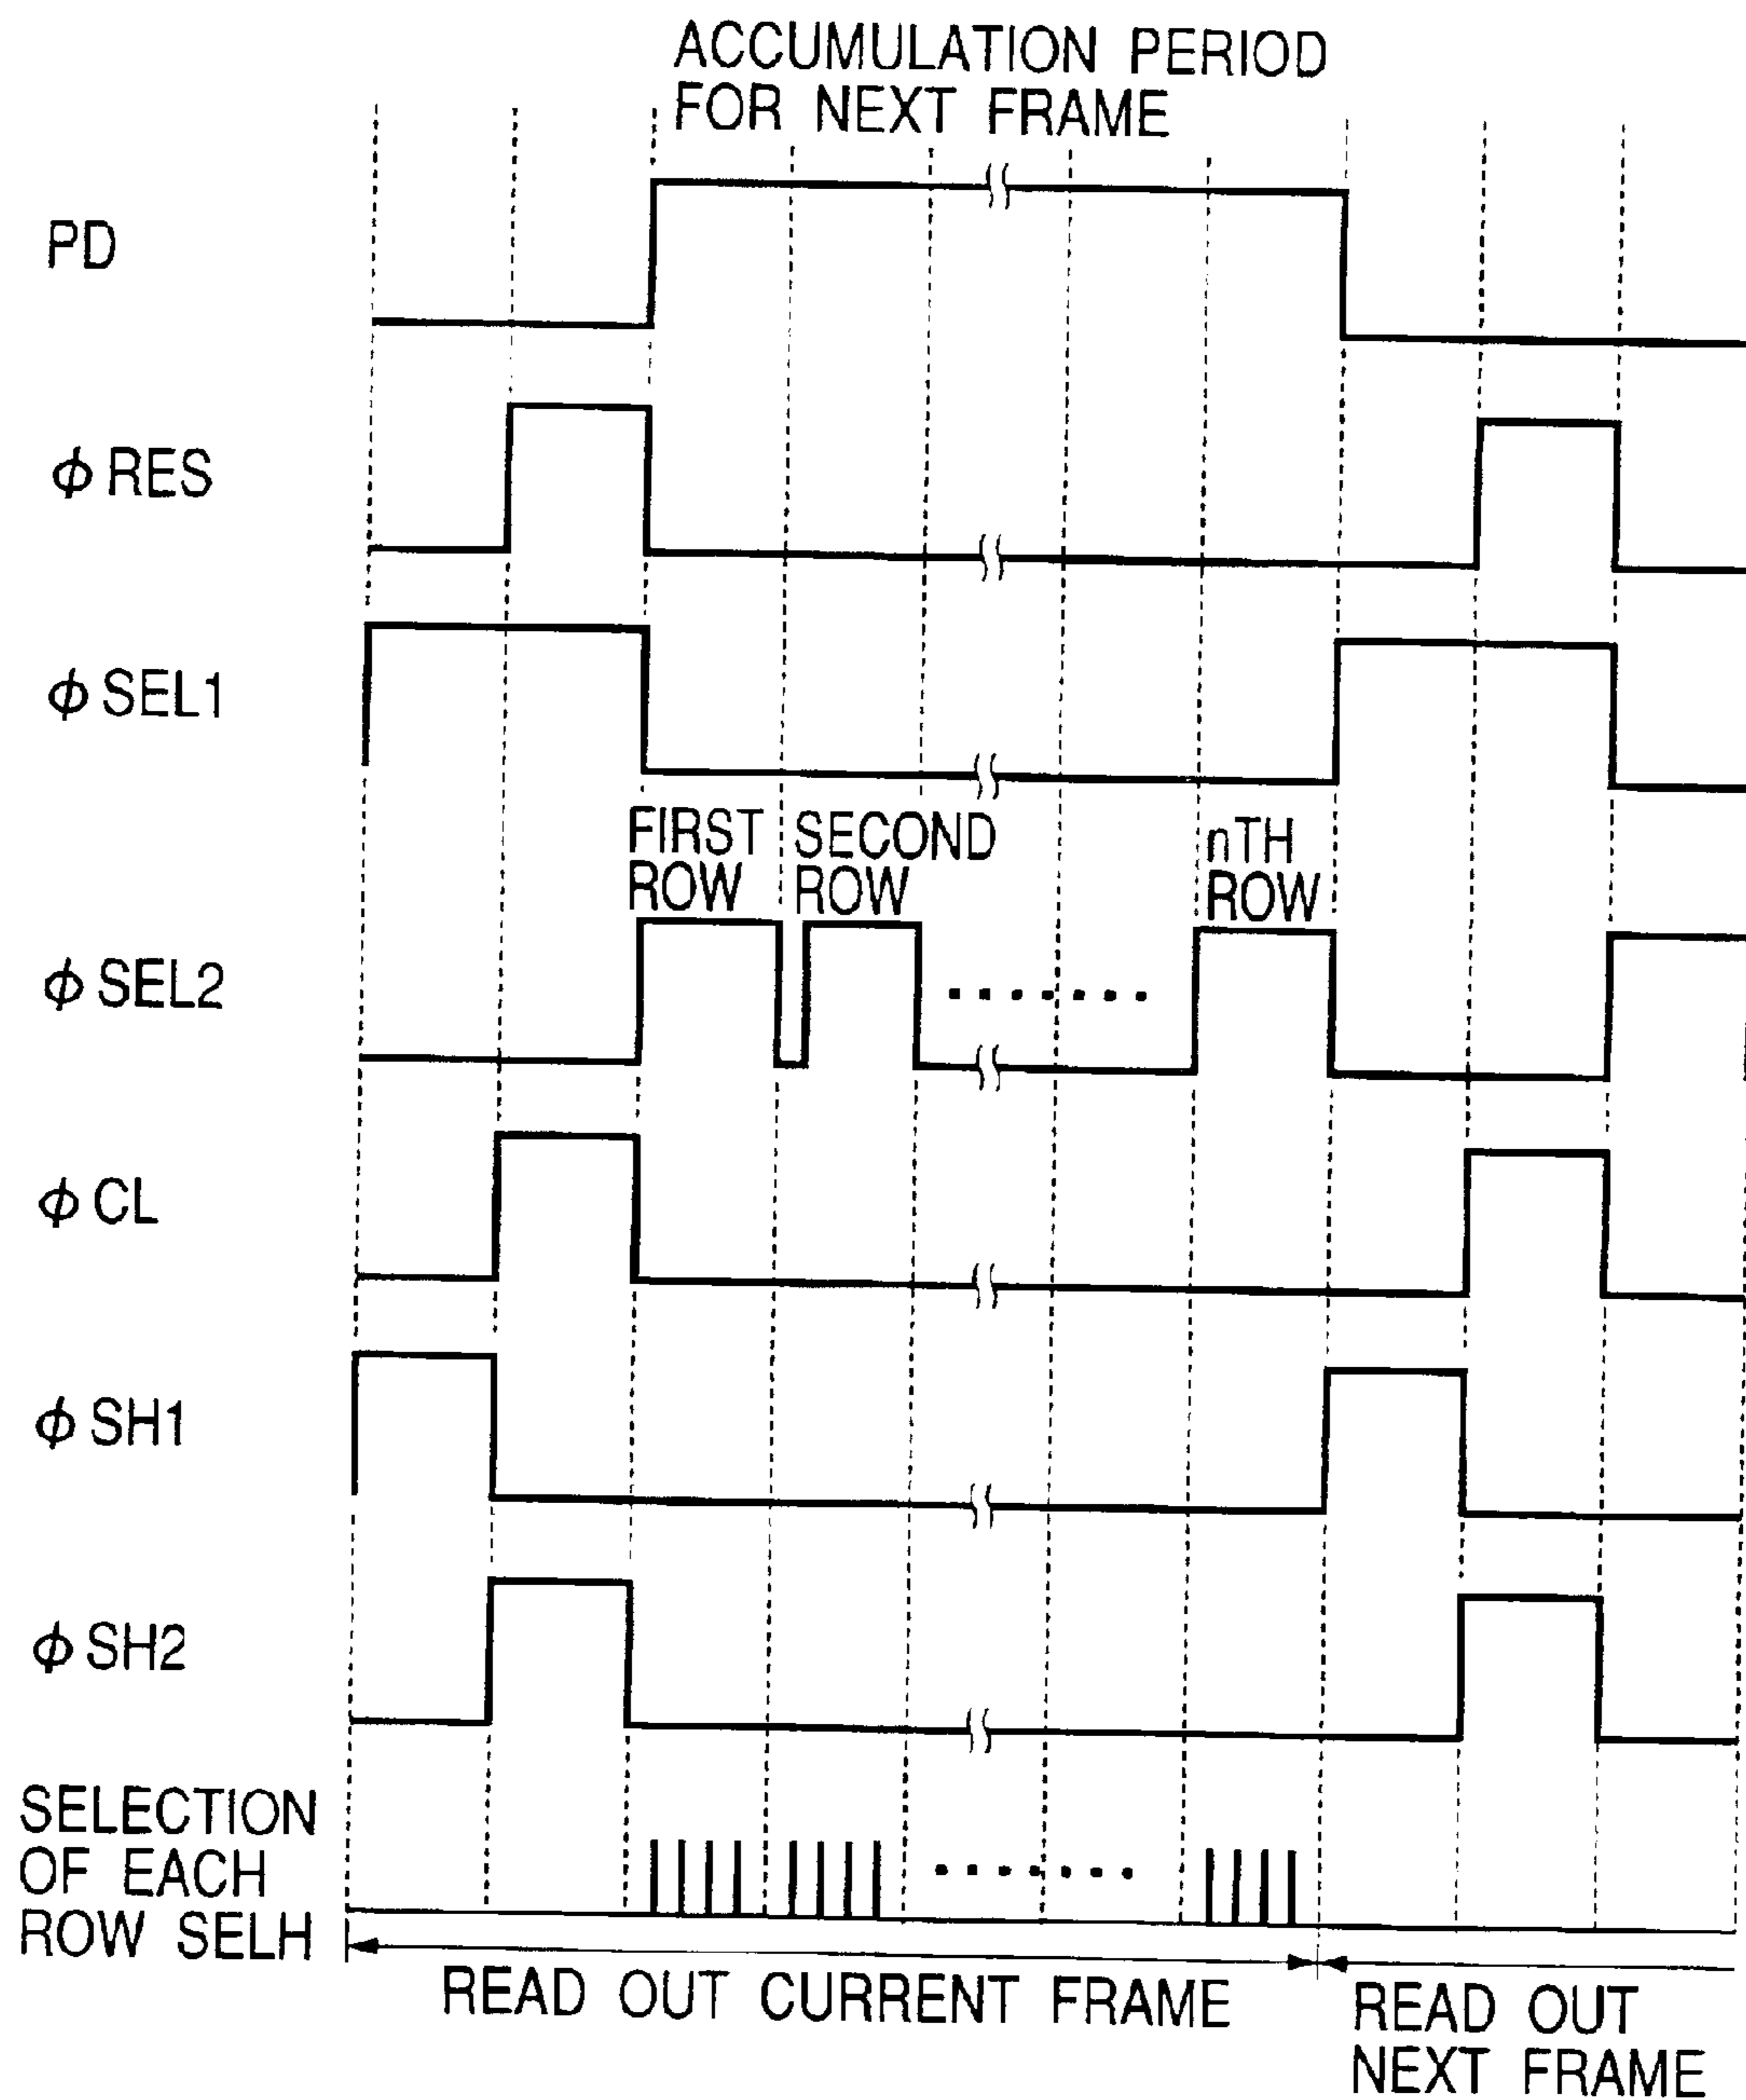 ACCUMULATION PERIOD
FOR NEXT FRAME
PD
ϕ RES
ϕ SEL1
FIRST ROW
SECOND ROW
nTH ROW
ϕ SEL2
ϕ CL
ϕ SH1
ϕ SH2
SELECTION
OF EACH
ROW SELH
READ OUT CURRENT FRAME
READ OUT
NEXT FRAME